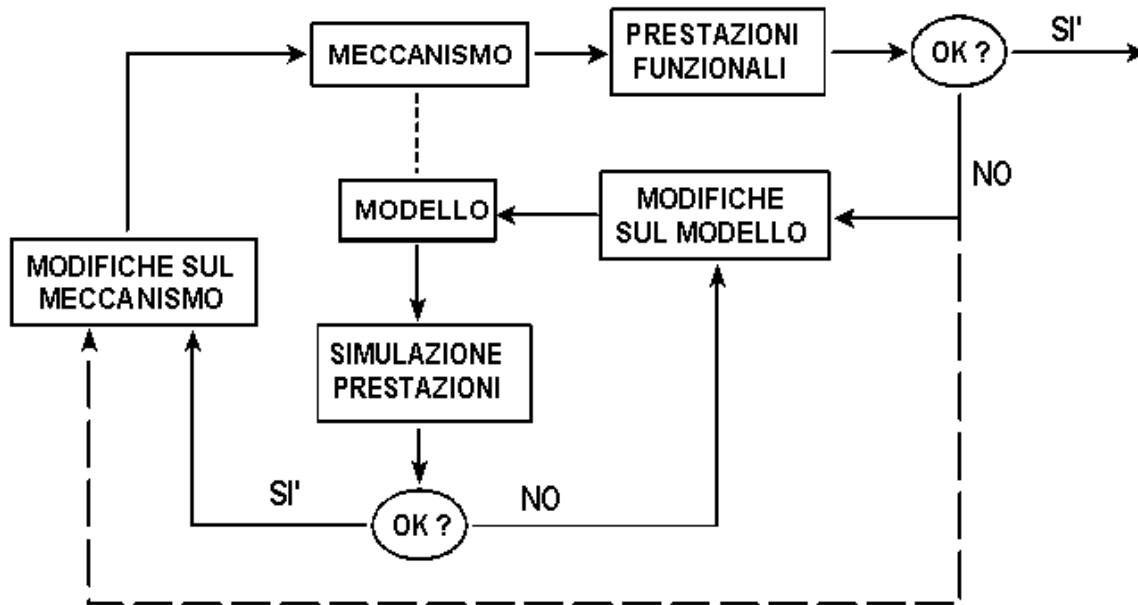 MECCANISMO
PRESTAZIONI
FUNZIONALI
OK ?
SI'
NO
MODELLO
MODIFICHE
SUL MODELLO
MODIFICHE SUL
MECCANISMO
SIMULAZIONE
PRESTAZIONI
SI'
OK ?
NO